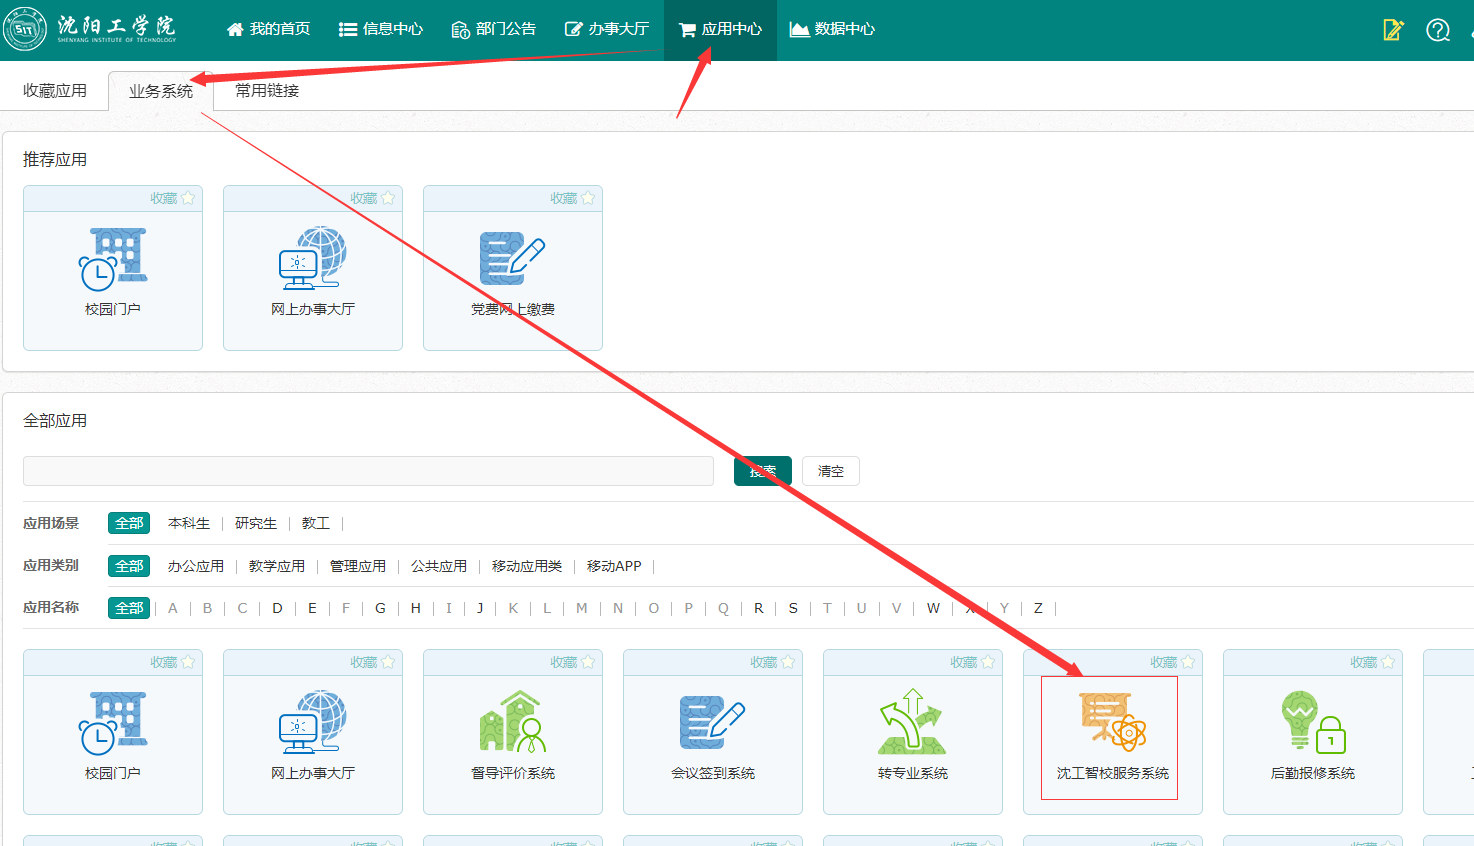 沈阳工学院
SHENYANG INSTITUTE OF TECHNOLOGY
SIT
我的首页 信息中心 部门公告 办事大厅 应用中心 数据中心
收藏应用 业务系统 常用链接
推荐应用
收藏 收藏 收藏
校园门户 网上办事大厅 党费网上缴费
全部应用
搜索 清空
应用场景 全部 本科生 | 研究生 | 教工 |
应用类别 全部 办公应用 | 教学应用 | 管理应用 | 公共应用 | 移动应用类 | 移动APP |
应用名称 全部 | A | B | C | D | E | F | G | H | I | J | K | L | M | N | O | P | Q | R | S | T | U | V | W | X | Y | Z |
收藏 收藏 收藏 收藏 收藏 收藏 收藏
校园门户 网上办事大厅 督导评价系统 会议签到系统 转专业系统 沈工智校服务系统 后勤报修系统